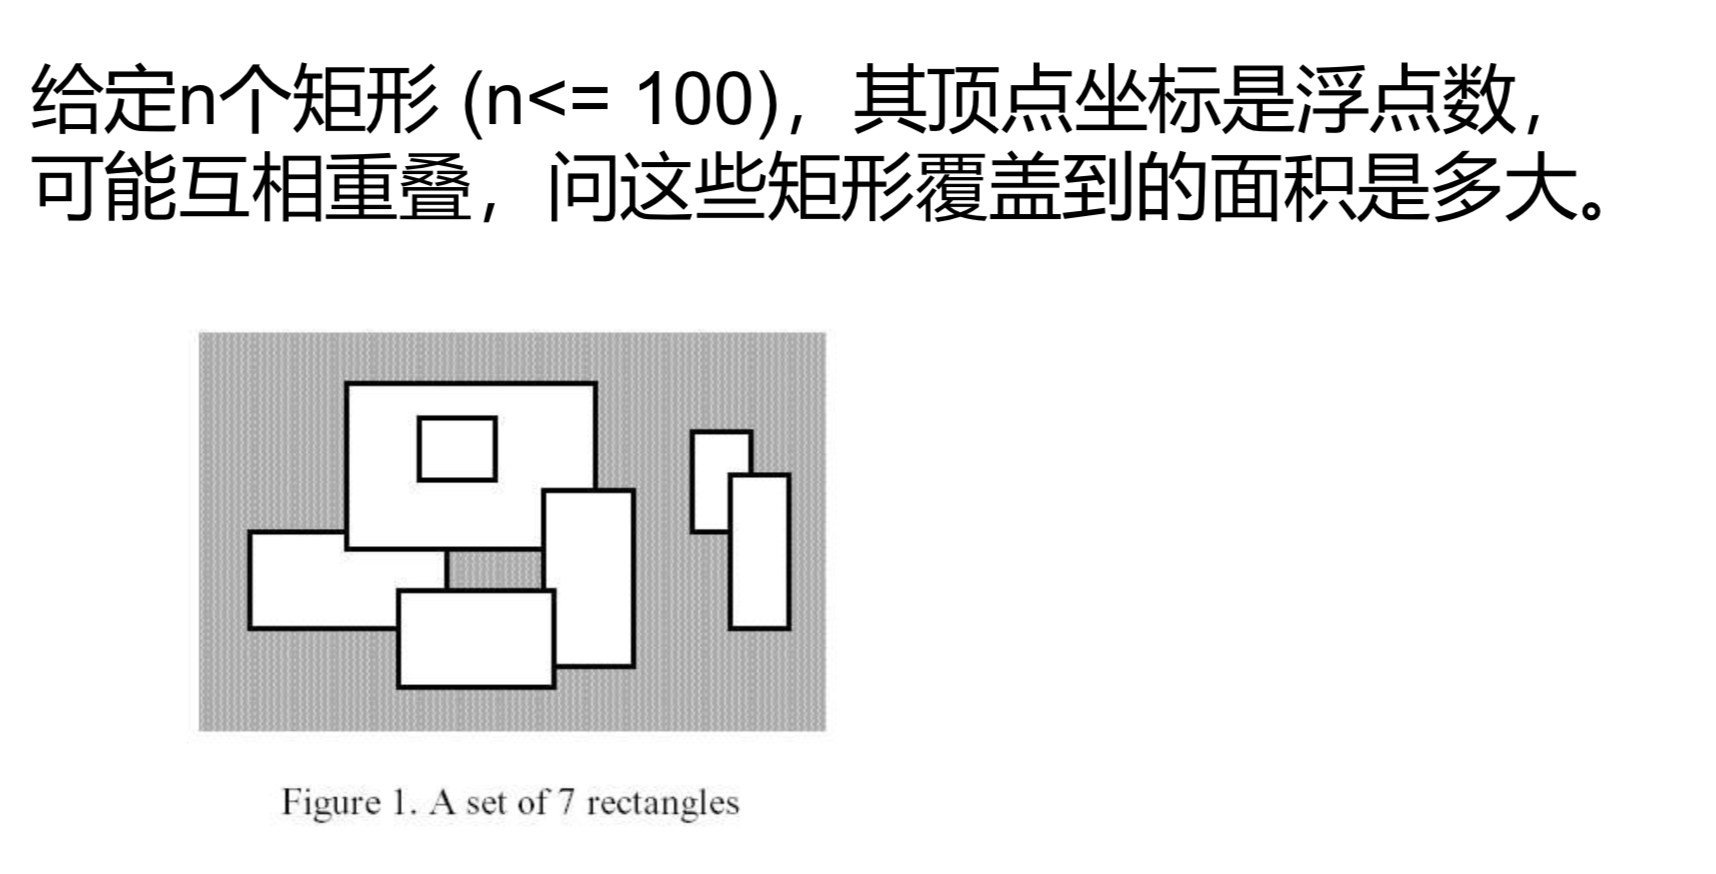 给定n个矩形 (n<= 100)，其顶点坐标是浮点数，
可能互相重叠，问这些矩形覆盖到的面积是多大。
Figure 1. A set of 7 rectangles